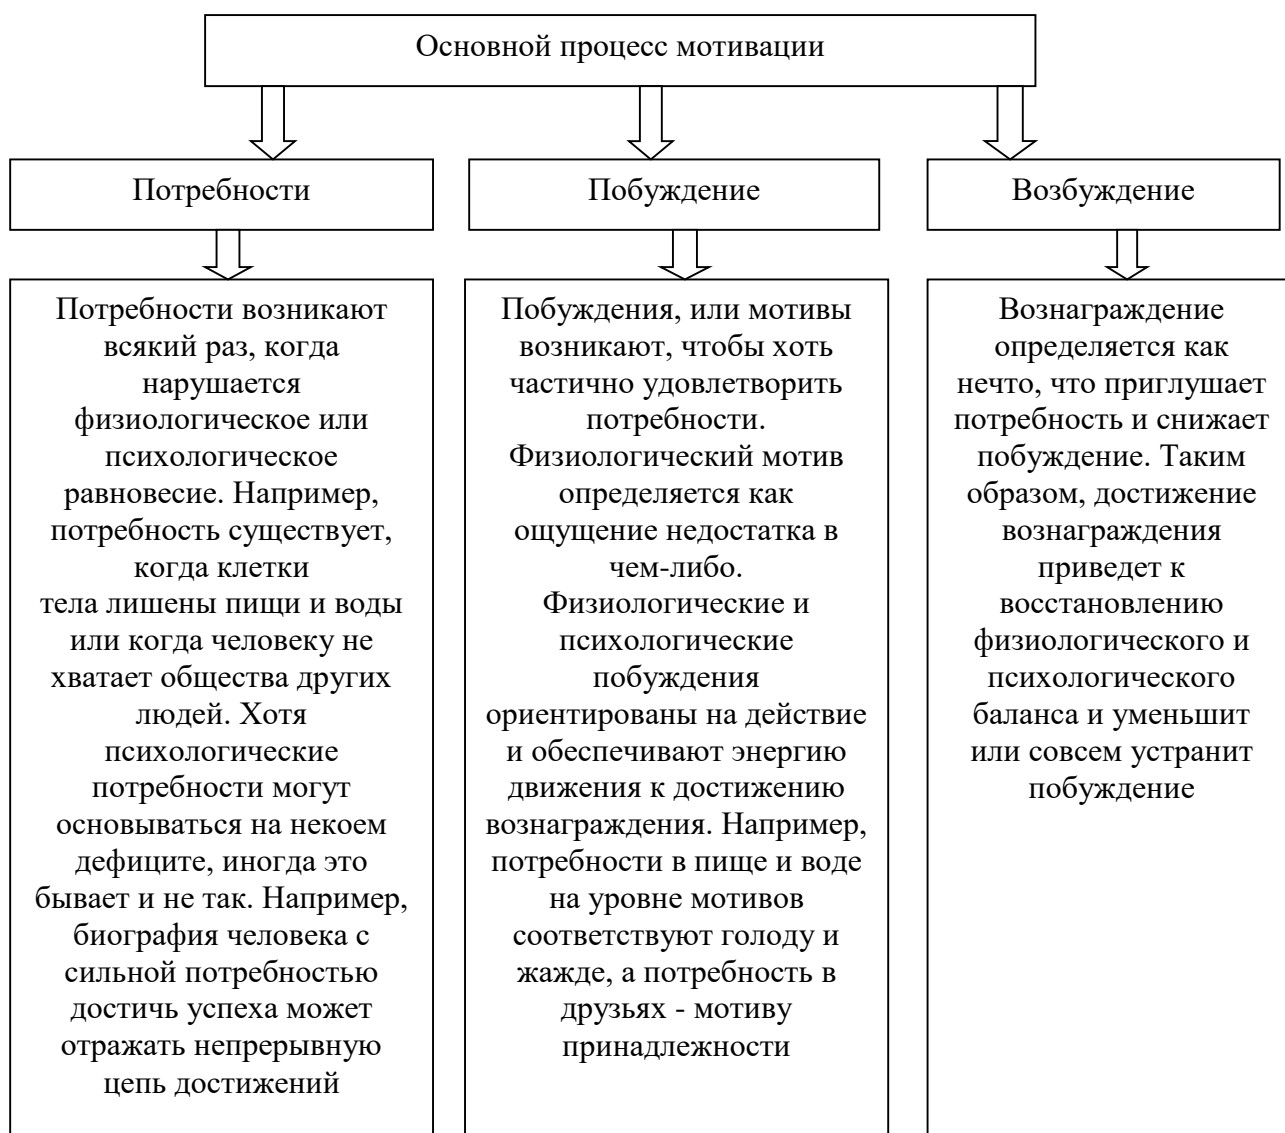 Основной процесс мотивации
Потребности
Побуждение
Возбуждение
Потребности возникают
всякий раз, когда
нарушается
физиологическое или
психологическое
равновесие. Например,
потребность существует,
когда клетки
тела лишены пищи и воды
или когда человеку не
хватает общества других
людей. Хотя
психологические
потребности могут
основываться на некоем
дефиците, иногда это
бывает и не так. Например,
биография человека с
сильной потребностью
достичь успеха может
отражать непрерывную
цепь достижений
Побуждения, или мотивы
возникают, чтобы хоть
частично удовлетворить
потребности.
Физиологический мотив
определяется как
ощущение недостатка в
чем-либо.
Физиологические и
психологические
побуждения
ориентированы на действие
и обеспечивают энергию
движения к достижению
вознаграждения. Например,
потребности в пище и воде
на уровне мотивов
соответствуют голоду и
жажде, а потребность в
друзьях - мотиву
принадлежности
Вознаграждение
определяется как
нечто, что приглушает
потребность и снижает
побуждение. Таким
образом, достижение
вознаграждения
приведет к
восстановлению
физиологического и
психологического
баланса и уменьшит
или совсем устранит
побуждение